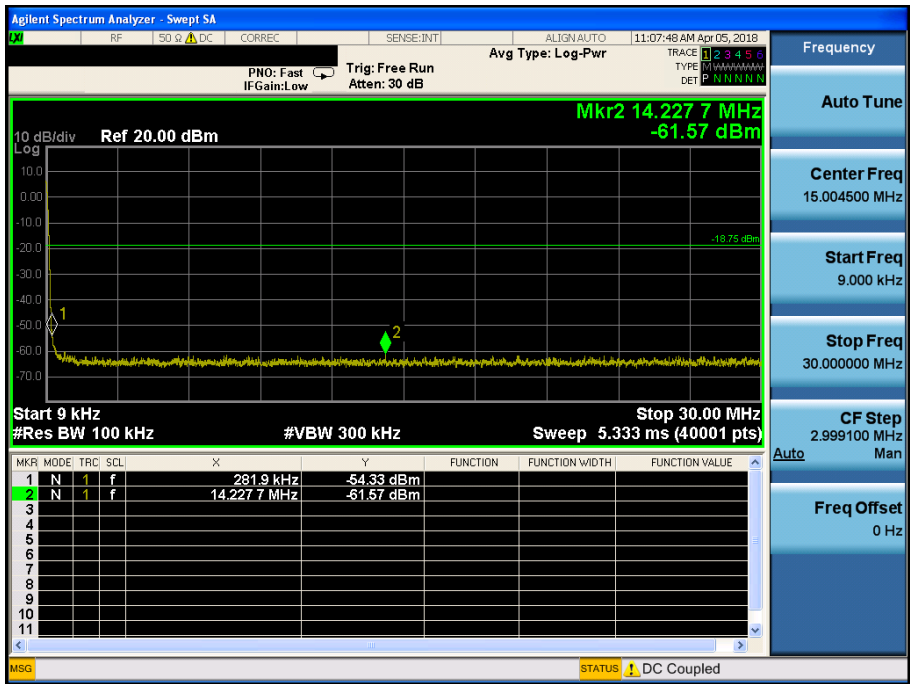 Agilent Spectrum Analyzer - Swept SA
LXI RF 50 Ω DC CORREC SENSE:INT ALIGN AUTO 11:07:48 AM Apr 05, 2018
Frequency
Avg Type: Log-Pwr
TRACE 1 2 3 4 5 6
TYPE M
DET P N N N N N
PNO: Fast
IFGain:Low
Trig: Free Run
Atten: 30 dB
Auto Tune
Mkr2 14.227 7 MHz
-61.57 dBm
10 dB/div Ref 20.00 dBm
Log
10.0
0.00
-10.0
-20.0
-30.0
-40.0
-50.0
-60.0
-70.0
-18.75 dBm
1
2
Start 9 kHz
Stop 30.00 MHz
#Res BW 100 kHz
#VBW 300 kHz
Sweep 5.333 ms (40001 pts)
Center Freq
15.004500 MHz
Start Freq
9.000 kHz
Stop Freq
30.000000 MHz
CF Step
2.999100 MHz
Auto Man
Freq Offset
0 Hz
MKR MODE TRC SCL X Y FUNCTION FUNCTION WIDTH FUNCTION VALUE
1 N 1 f 281.9 kHz -54.33 dBm
2 N 1 f 14.227 7 MHz -61.57 dBm
3
4
5
6
7
8
9
10
11
MSG
STATUS DC Coupled